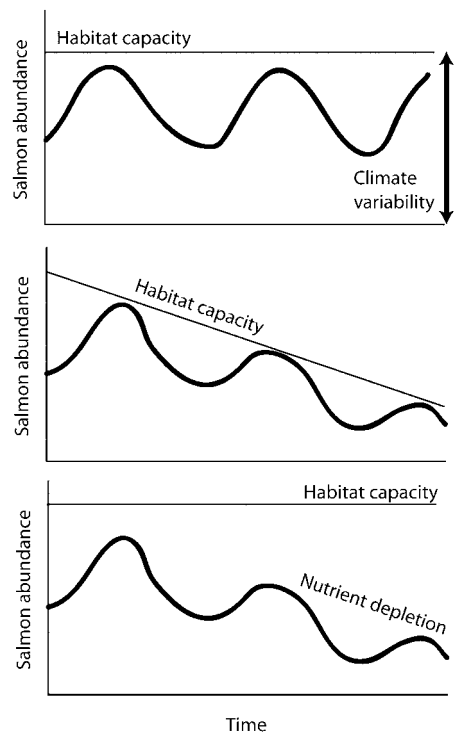 Habitat capacity
Salmon abundance
Climate
variability
Habitat capacity
Salmon abundance
Habitat capacity
Salmon abundance
Nutrient depletion
Time